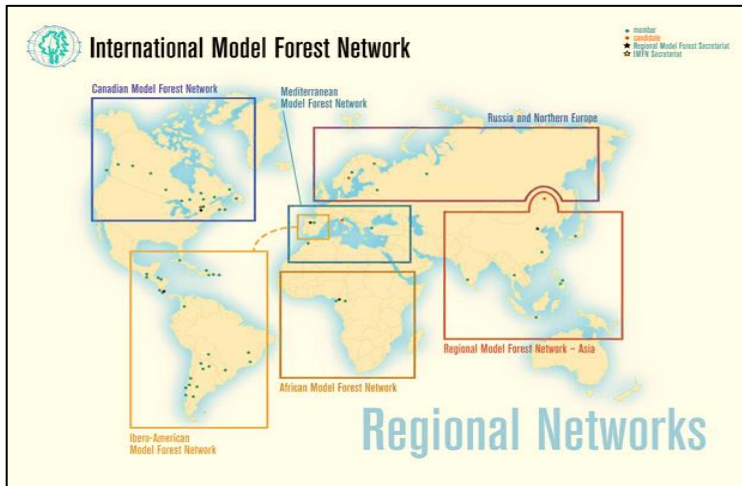 International Model Forest Network
member
candidate
Regional Model Forest Secretariat
IMFN Secretariat
Canadian Model Forest Network
Mediterranean
Model Forest Network
Russia and Northern Europe
Regional Model Forest Network – Asia
African Model Forest Network
Ibero-American
Model Forest Network
Regional Networks